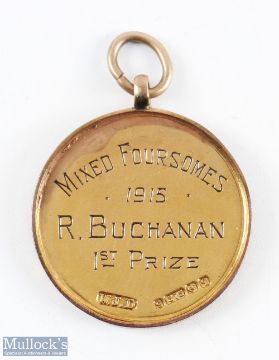 MIXED FOURSOMES
· 1915 ·
R. BUCHANAN
1ST PRIZE
Mullock's